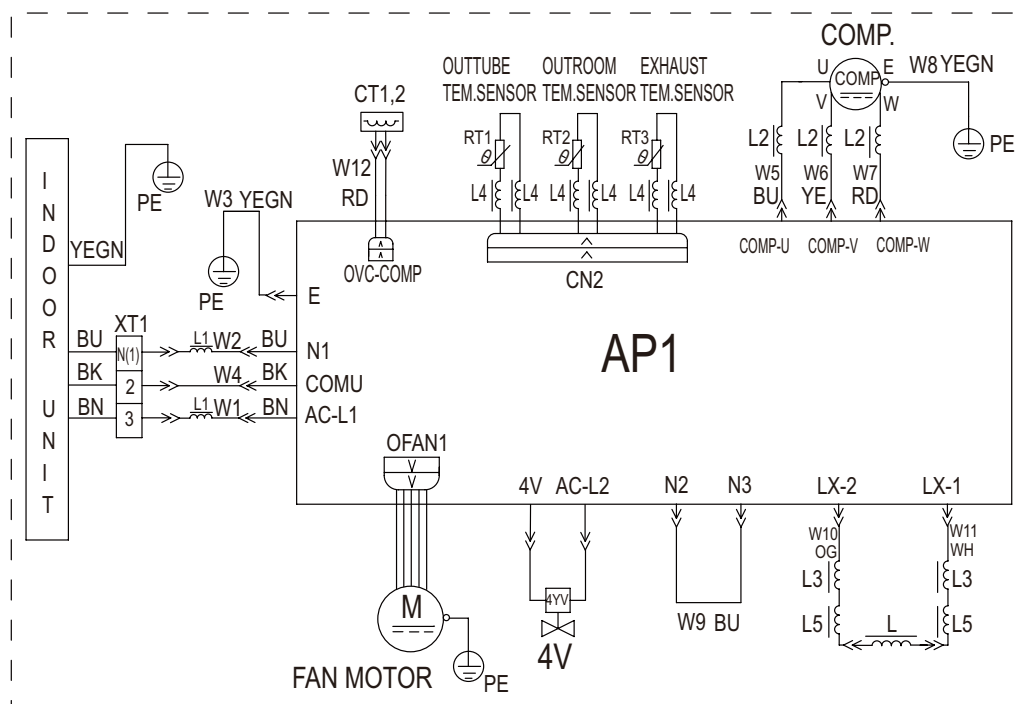 COMP.
OUTTUBE OUTROOM EXHAUST
TEM.SENSOR TEM.SENSOR TEM.SENSOR
CT1,2
U COMP E W8 YEGN
V W
PE
RT1 RT2 RT3
θ θ θ
L2 L2 L2
W12
RD
W5 W6 W7
BU YE RD
L4 L4 L4 L4 L4 L4
INDOOR UNIT
PE
W3 YEGN
YEGN
PE
OVC-COMP
CN2
COMP-U COMP-V COMP-W
E
XT1
BU N(1) L1 W2 BU N1
BK 2 W4 BK COMU
BN 3 L1 W1 BN AC-L1
AP1
OFAN1
4V AC-L2 N2 N3 LX-2 LX-1
W10 W11
OG WH
L3 L3
L5 L L5
M
4YV
W9 BU
4V
FAN MOTOR
PE